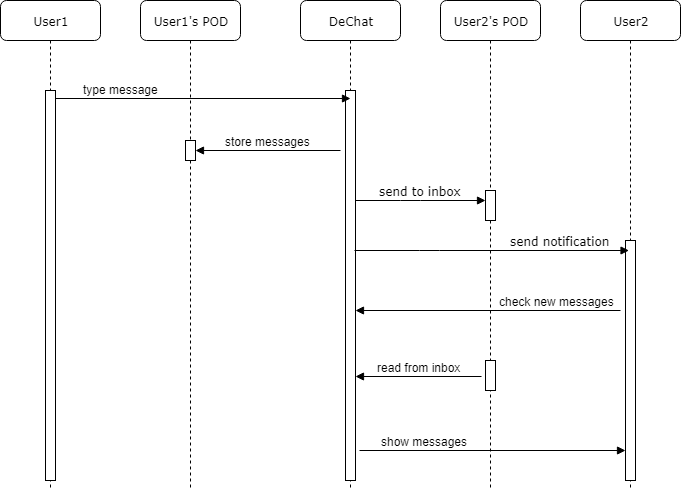 User1
User1's POD
DeChat
User2's POD
User2
type message
store messages
send to inbox
send notification
check new messages
read from inbox
show messages